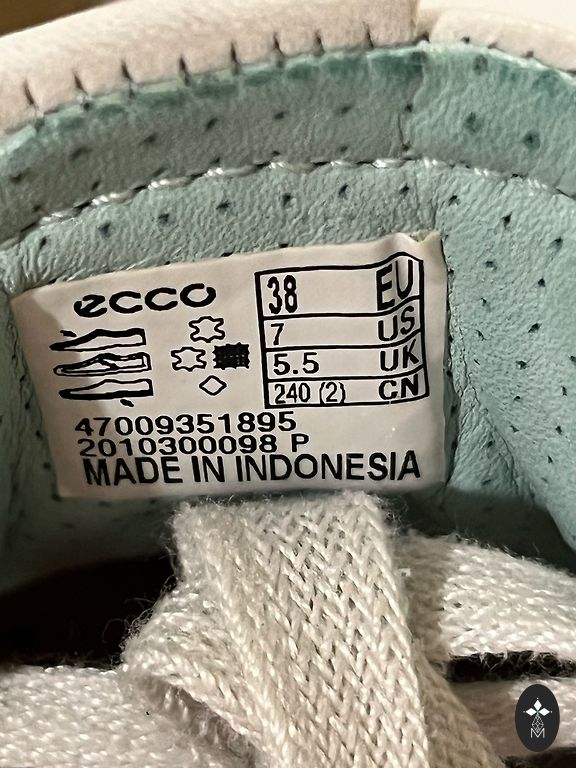 ecco
38 EU
7 US
5.5 UK
240 (2) CN
47009351895
2010300098 P
MADE IN INDONESIA
M